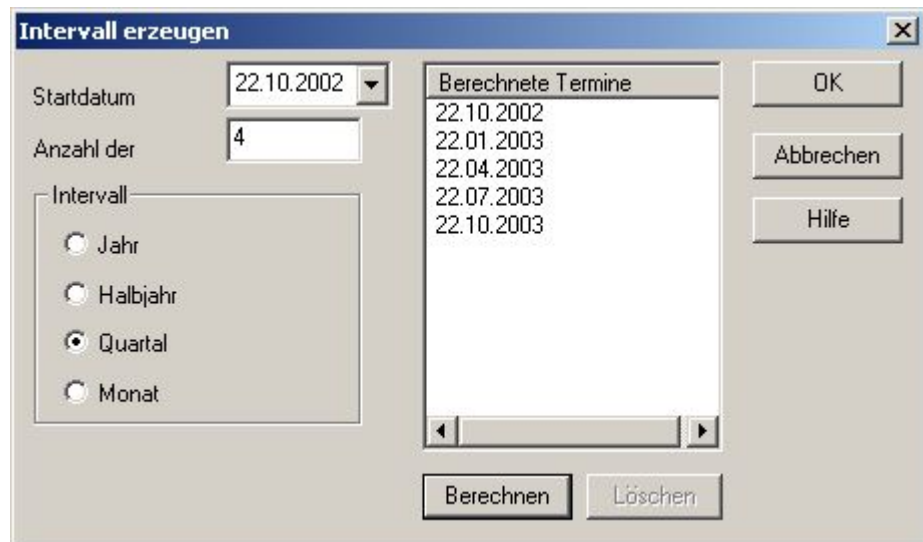 Intervall erzeugen
Startdatum
22.10.2002
Anzahl der
4
Intervall
Jahr
Halbjahr
Quartal
Monat
Berechnete Termine
22.10.2002
22.01.2003
22.04.2003
22.07.2003
22.10.2003
Berechnen
Löschen
OK
Abbrechen
Hilfe